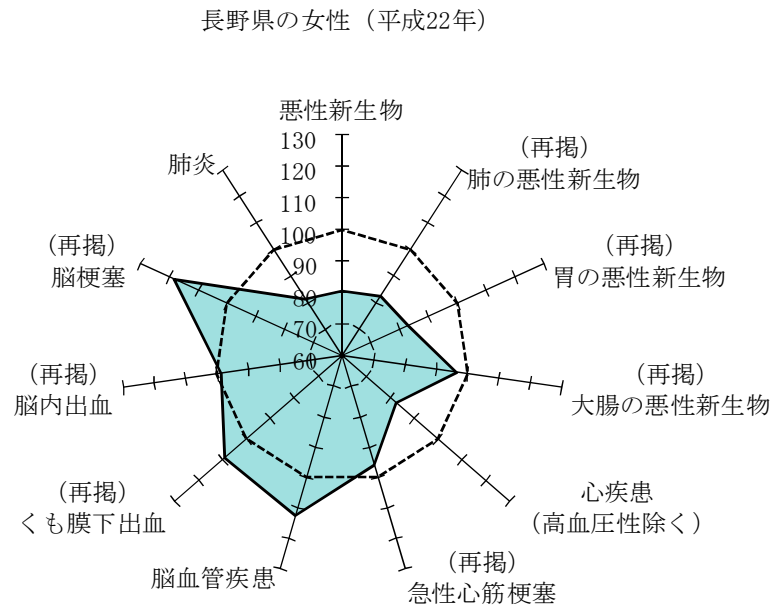 長野県の女性（平成22年）
悪性新生物
130
120
110
100
90
80
70
60
（再掲）
肺の悪性新生物
（再掲）
胃の悪性新生物
（再掲）
大腸の悪性新生物
心疾患
（高血圧性除く）
（再掲）
急性心筋梗塞
脳血管疾患
（再掲）
くも膜下出血
（再掲）
脳内出血
（再掲）
脳梗塞
肺炎